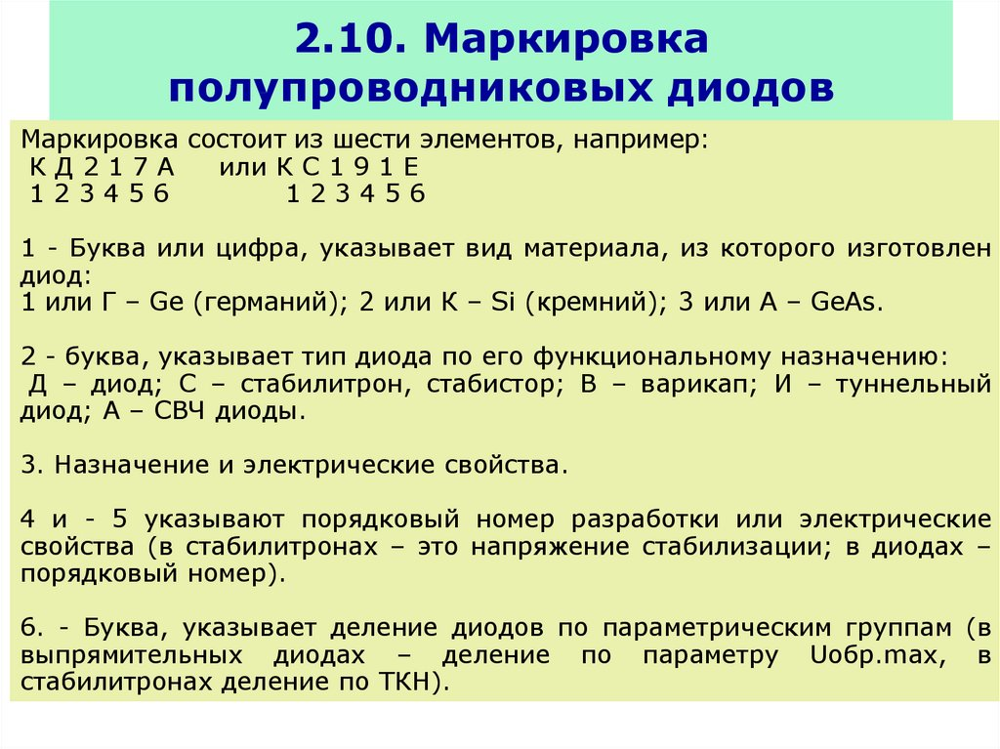 2.10. Маркировка
полупроводниковых диодов
Маркировка состоит из шести элементов, например:
К Д 2 1 7 А или К С 1 9 1 Е
1 2 3 4 5 6 1 2 3 4 5 6
1 - Буква или цифра, указывает вид материала, из которого изготовлен
диод:
1 или Г – Ge (германий); 2 или К – Si (кремний); 3 или А – GeAs.
2 - буква, указывает тип диода по его функциональному назначению:
Д – диод; С – стабилитрон, стабистор; В – варикап; И – туннельный
диод; А – СВЧ диоды.
3. Назначение и электрические свойства.
4 и - 5 указывают порядковый номер разработки или электрические
свойства (в стабилитронах – это напряжение стабилизации; в диодах –
порядковый номер).
6. - Буква, указывает деление диодов по параметрическим группам (в
выпрямительных диодах – деление по параметру Uобр.max, в
стабилитронах деление по ТКН).